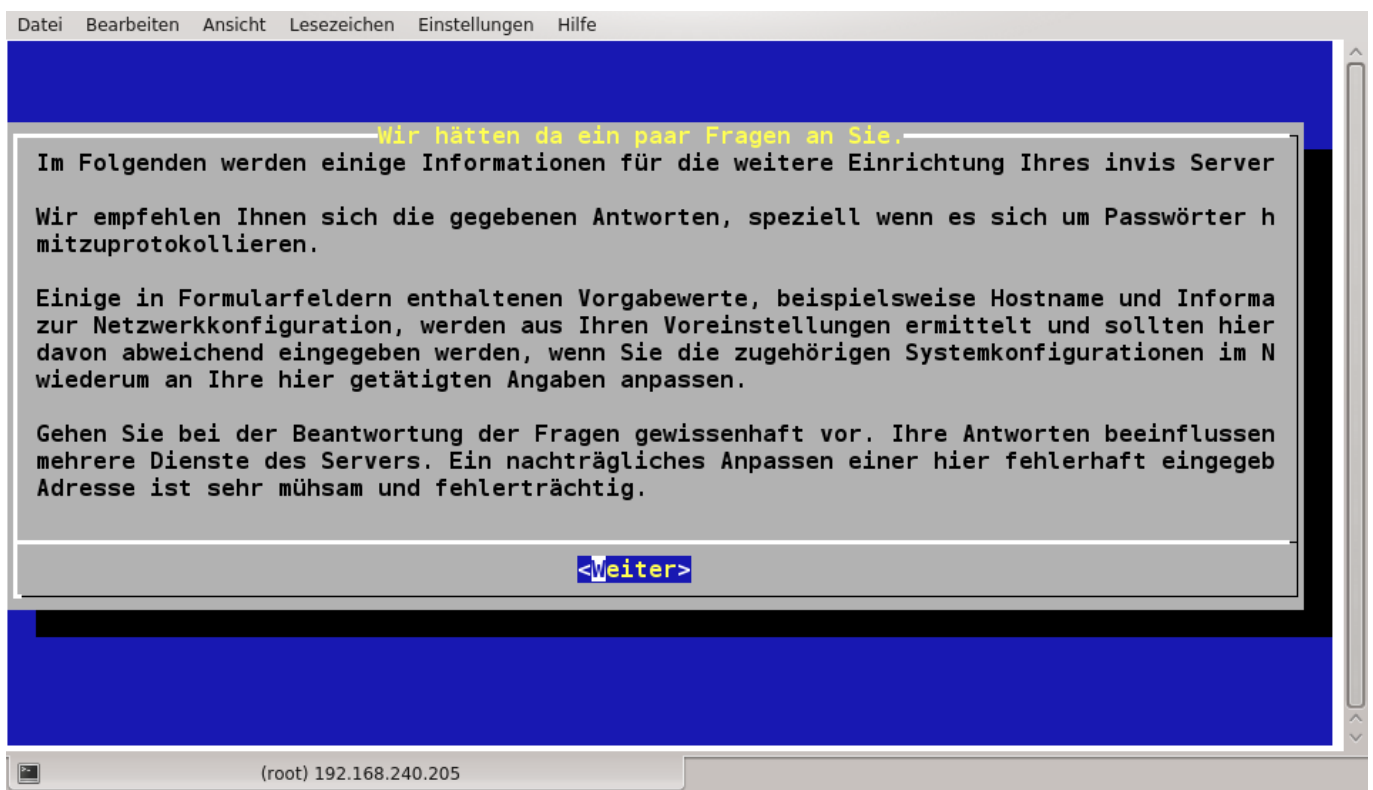 Datei Bearbeiten Ansicht Lesezeichen Einstellungen Hilfe
Wir hätten da ein paar Fragen an Sie.
Im Folgenden werden einige Informationen für die weitere Einrichtung Ihres invis Server
Wir empfehlen Ihnen sich die gegebenen Antworten, speziell wenn es sich um Passwörter h
mitzuprotokollieren.
Einige in Formularfeldern enthaltenen Vorgabewerte, beispielsweise Hostname und Informa
zur Netzwerkkonfiguration, werden aus Ihren Voreinstellungen ermittelt und sollten hier
davon abweichend eingegeben werden, wenn Sie die zugehörigen Systemkonfigurationen im N
wiederum an Ihre hier getätigten Angaben anpassen.
Gehen Sie bei der Beantwortung der Fragen gewissenhaft vor. Ihre Antworten beeinflussen
mehrere Dienste des Servers. Ein nachträgliches Anpassen einer hier fehlerhaft eingegeb
Adresse ist sehr mühsam und fehlerträchtig.
<Weiter>
(root) 192.168.240.205